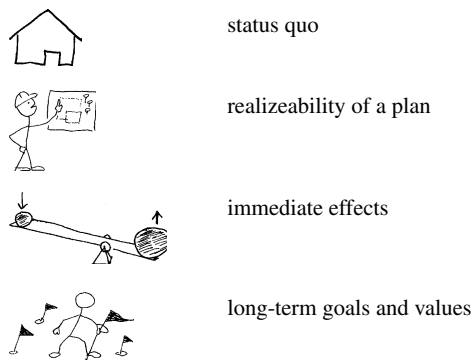 status quo
realizeability of a plan
immediate effects
long-term goals and values